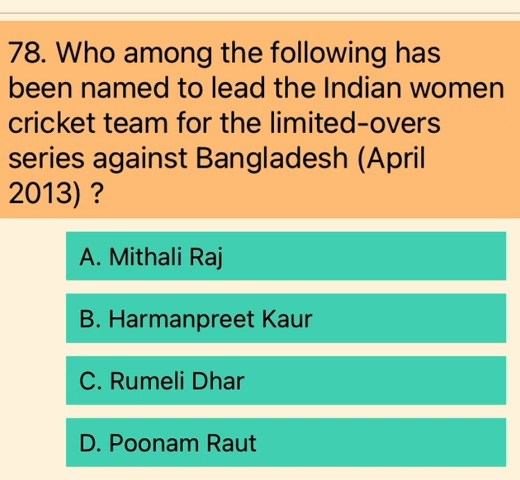 78. Who among the following has
been named to lead the Indian women
cricket team for the limited-overs
series against Bangladesh (April
2013) ?
A. Mithali Raj
B. Harmanpreet Kaur
C. Rumeli Dhar
D. Poonam Raut